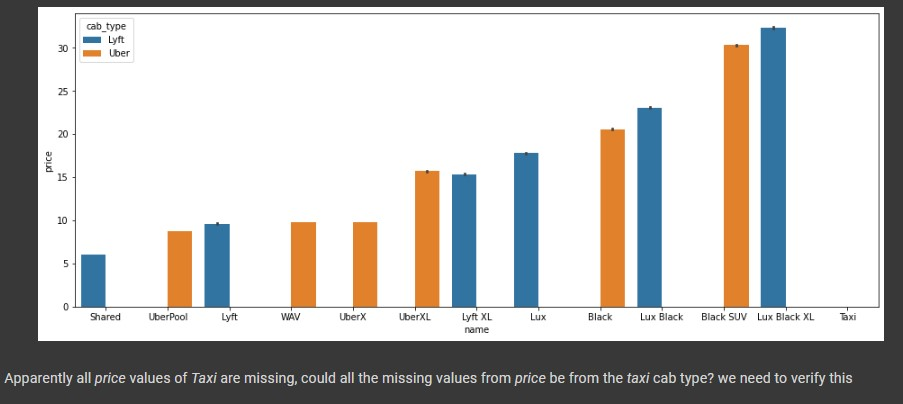 cab_type
Lyft
Uber
price
30
25
20
15
10
5
0
Shared UberPool Lyft WAV UberX UberXL Lyft XL Lux Black Lux Black Black SUV Lux Black XL Taxi
name
Apparently all price values of Taxi are missing, could all the missing values from price be from the taxi cab type? we need to verify this